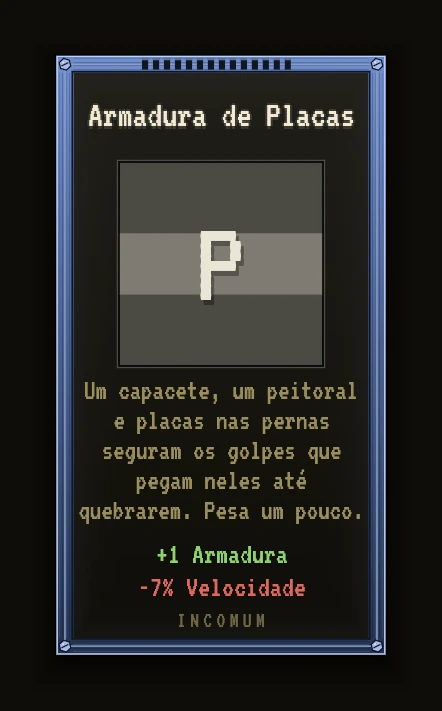 Armadura de Placas
P
Um capacete, um peitoral
e placas nas pernas
seguram os golpes que
pegam neles até
quebrarem. Pesa um pouco.
+1 Armadura
-7% Velocidade
INCOMUM